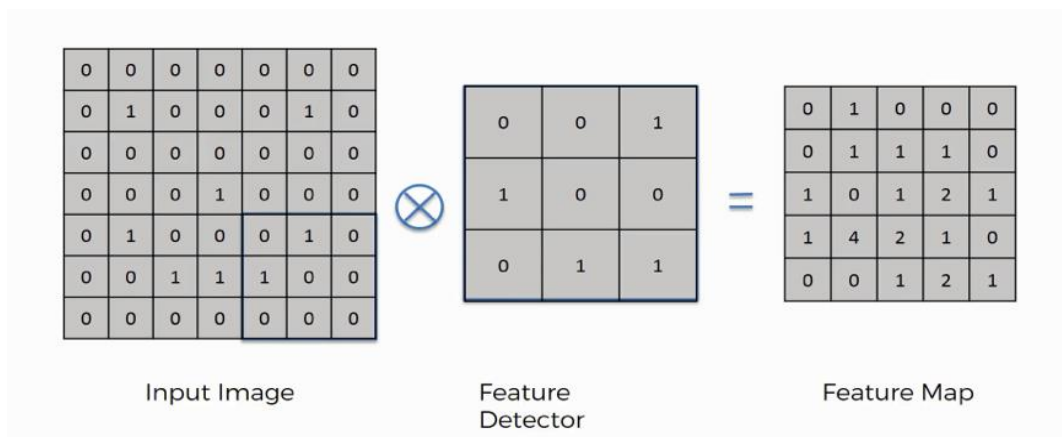 0 0 0 0 0 0 0
0 1 0 0 0 1 0
0 0 0 0 0 0 0
0 0 0 1 0 0 0
0 1 0 0 0 1 0
0 0 1 1 1 0 0
0 0 0 0 0 0 0
0 0 1
1 0 0
0 1 1
=
0 1 0 0 0
0 1 1 1 0
1 0 1 2 1
1 4 2 1 0
0 0 1 2 1
Input Image
Feature
Detector
Feature Map